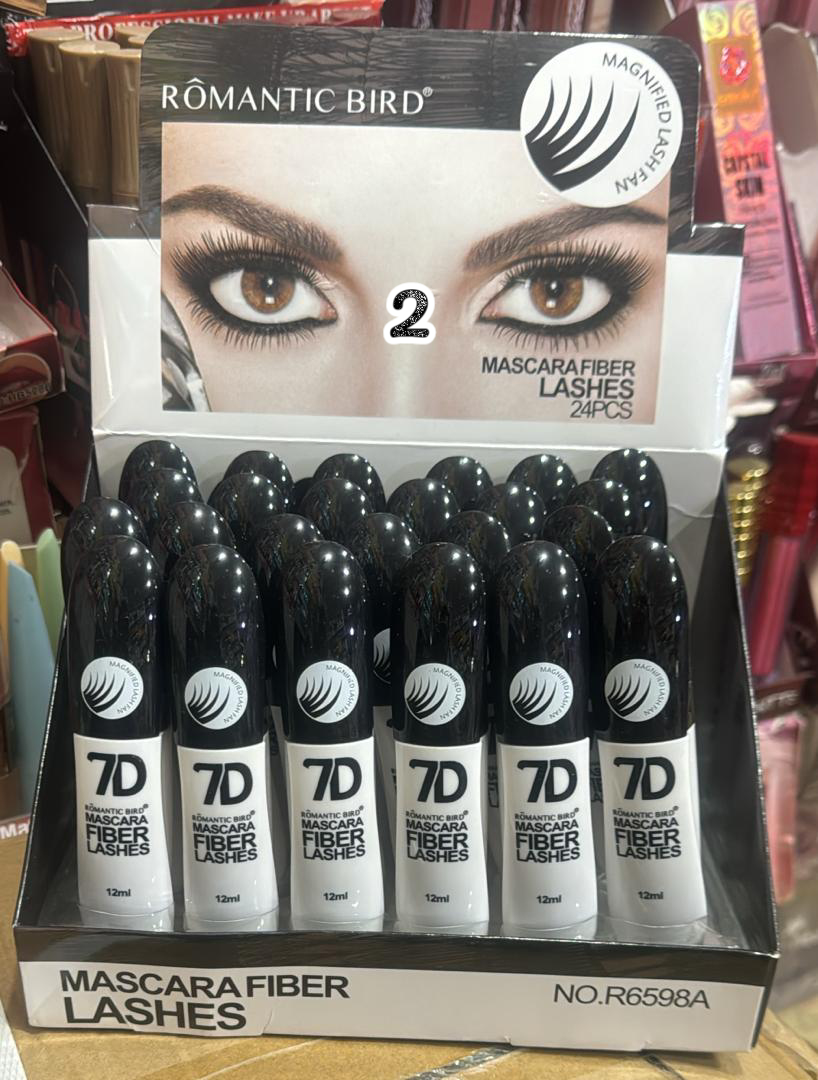 PROFESSIONAL MAKE UP
RÔMANTIC BIRD®
MAGNIFIED LASH FAN
CRYSTAL
SKIN
2
MASCARA FIBER
LASHES
24PCS
MAGNIFIED LASH FAN
MAGNIFIED LASH FAN
MAGNIFIED LASH FAN
MAGNIFIED LASH FAN
MAGNIFIED LASH FAN
MAGNIFIED LASH FAN
7D
RÔMANTIC BIRD®
MASCARA
FIBER
LASHES
12ml
7D
RÔMANTIC BIRD®
MASCARA
FIBER
LASHES
12ml
7D
RÔMANTIC BIRD®
MASCARA
FIBER
LASHES
12ml
7D
RÔMANTIC BIRD®
MASCARA
FIBER
LASHES
12ml
7D
RÔMANTIC BIRD®
MASCARA
FIBER
LASHES
12ml
7D
RÔMANTIC BIRD®
MASCARA
FIBER
LASHES
12ml
MASCARA FIBER
LASHES
NO.R6598A